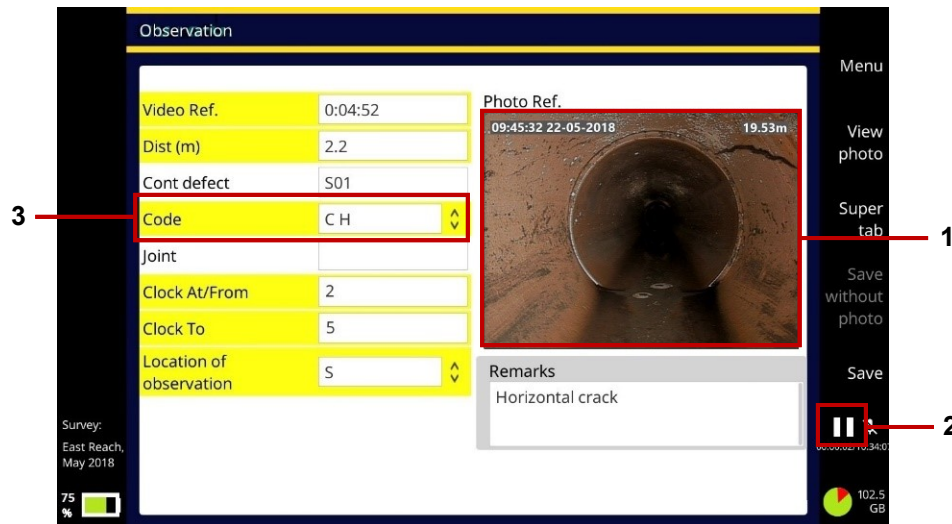 Observation
Menu
Video Ref. 0:04:52
Photo Ref.
09:45:32 22-05-2018 19.53m
View
photo
Dist (m) 2.2
Cont defect S01
3
Code C H
Super
tab
1
Joint
Save
without
photo
Clock At/From 2
Clock To 5
Location of
observation S
Remarks
Horizontal crack
Save
2
Survey:
East Reach,
May 2018
75
%
102.5
GB